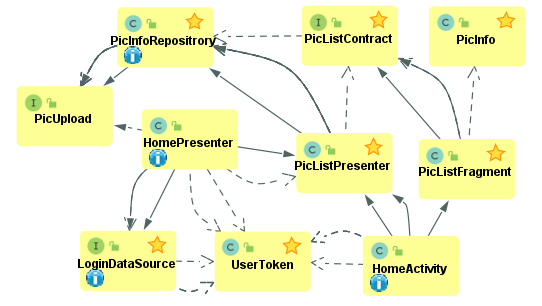 C
PicInfoRepositrory
i
I
PicListContract
C
PicInfo
I
PicUpload
C
HomePresenter
i
C
PicListPresenter
C
PicListFragment
I
LoginDataSource
i
C
UserToken
C
HomeActivity
i